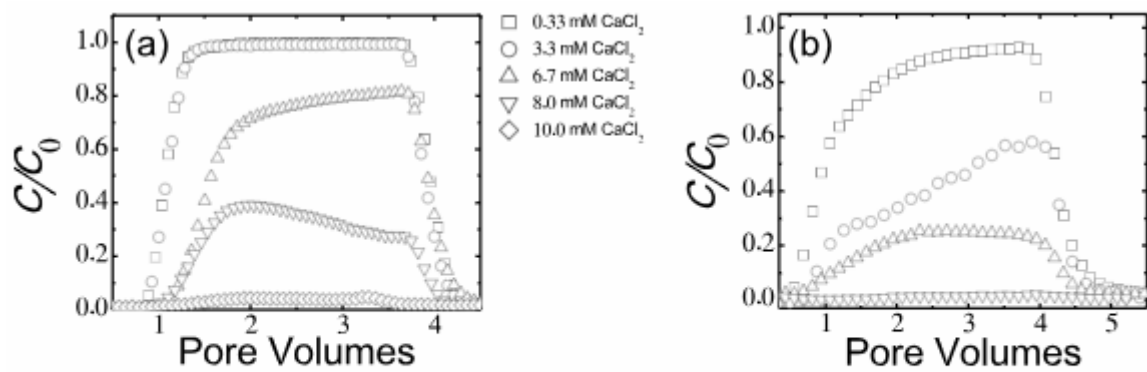 (a)
1.0
0.8
0.6
0.4
0.2
0.0
C/C₀
1 2 3 4
Pore Volumes
0.33 mM CaCl₂
3.3 mM CaCl₂
6.7 mM CaCl₂
8.0 mM CaCl₂
10.0 mM CaCl₂
(b)
1.0
0.8
0.6
0.4
0.2
0.0
C/C₀
1 2 3 4 5
Pore Volumes